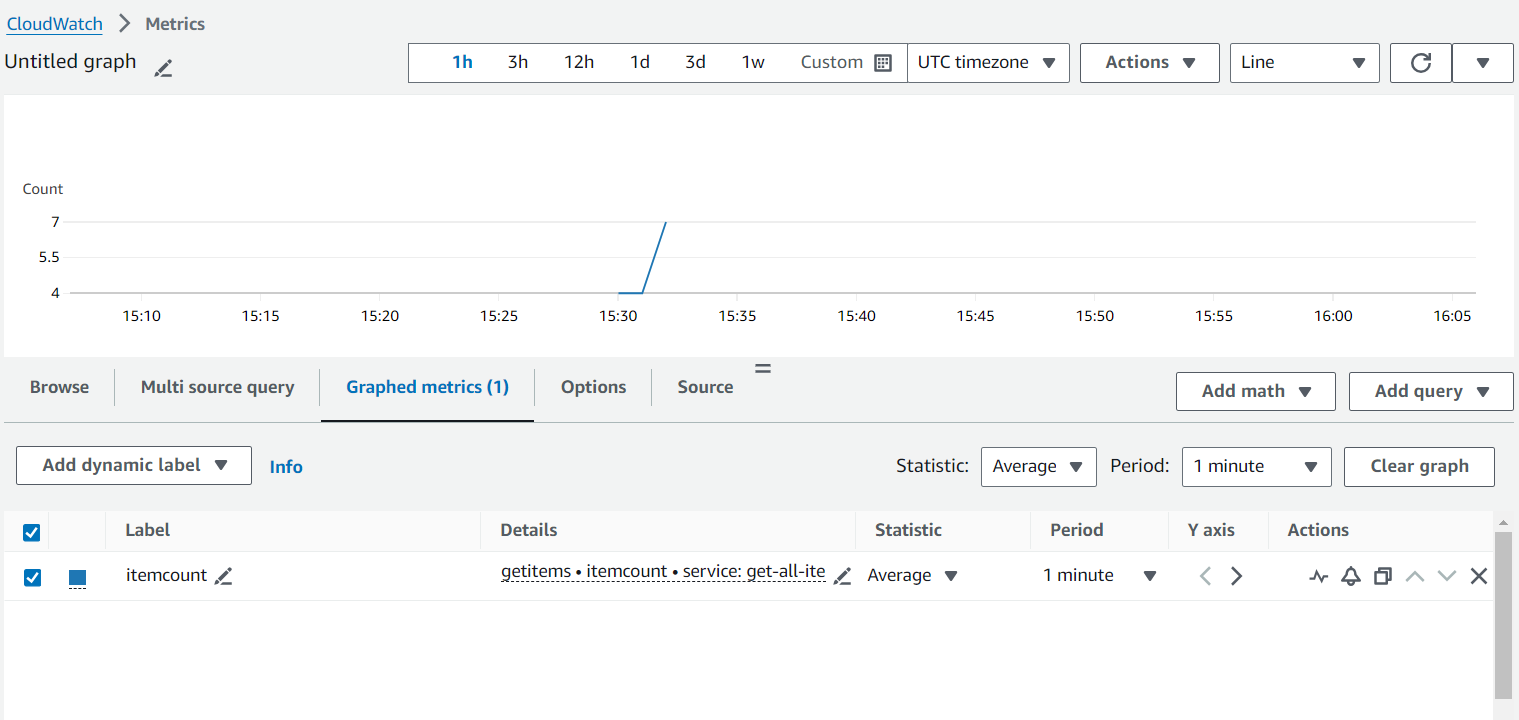 CloudWatch Metrics
Untitled graph 1h 3h 12h 1d 3d 1w Custom UTC timezone Actions Line
Count
7
5.5
4
15:10 15:15 15:20 15:25 15:30 15:35 15:40 15:45 15:50 15:55 16:00 16:05
Browse Multi source query Graphed metrics (1) Options Source Add math Add query
Add dynamic label Info Statistic: Average Period: 1 minute Clear graph
Label Details Statistic Period Y axis Actions
itemcount getitems • itemcount • service: get-all-ite Average 1 minute